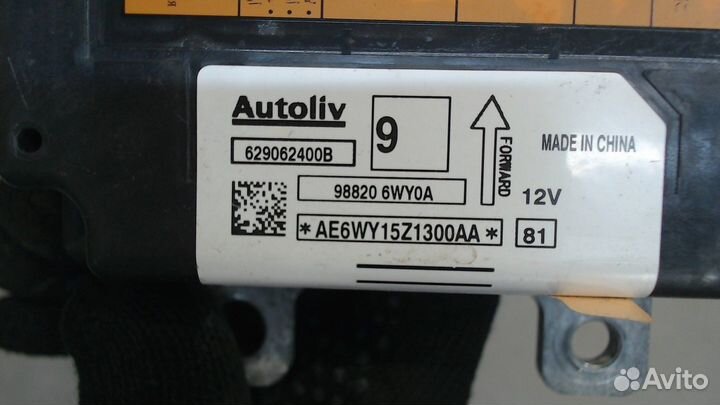 Autoliv
9
FORWARD
MADE IN CHINA
629062400B
98820 6WY0A
12V
*AE6WY15Z1300AA*
81
Avito